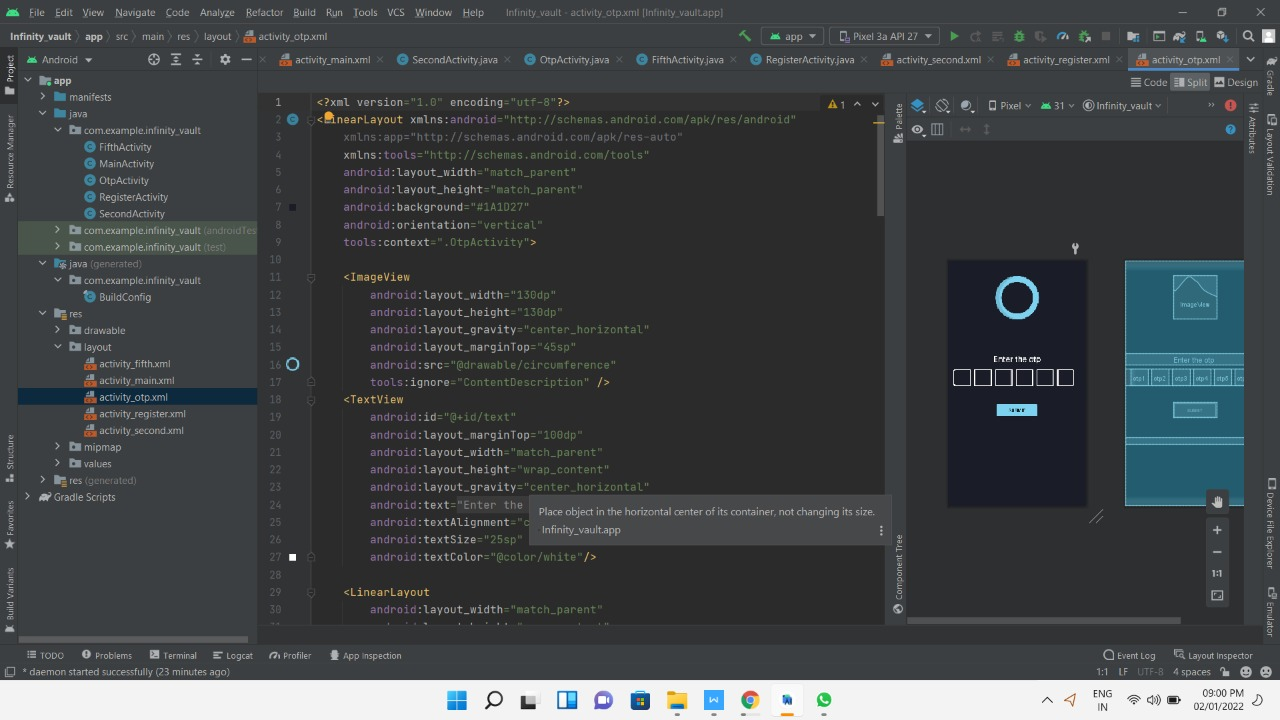 File Edit View Navigate Code Analyze Refactor Build Run Tools VCS Window Help Infinity_vault - activity_otp.xml [Infinity_vault.app]
Infinity_vault app src main res layout activity_otp.xml app Pixel 3a API 27
Android activity_main.xml SecondActivity.java OtpActivity.java FifthActivity.java RegisterActivity.java activity_second.xml activity_register.xml activity_otp.xml
Code Split Design
Project
Resource Manager
Structure
Favorites
Build Variants
app
manifests
java
com.example.infinity_vault
FifthActivity
MainActivity
OtpActivity
RegisterActivity
SecondActivity
com.example.infinity_vault (androidTes
com.example.infinity_vault (test)
java (generated)
com.example.infinity_vault
BuildConfig
res
drawable
layout
activity_fifth.xml
activity_main.xml
activity_otp.xml
activity_register.xml
activity_second.xml
mipmap
values
res (generated)
Gradle Scripts
1 <?xml version="1.0" encoding="utf-8"?>
2 <LinearLayout xmlns:android="http://schemas.android.com/apk/res/android"
3 xmlns:app="http://schemas.android.com/apk/res-auto"
4 xmlns:tools="http://schemas.android.com/tools"
5 android:layout_width="match_parent"
6 android:layout_height="match_parent"
7 android:background="#1A1D27"
8 android:orientation="vertical"
9 tools:context=".OtpActivity">
10
11 <ImageView
12 android:layout_width="130dp"
13 android:layout_height="130dp"
14 android:layout_gravity="center_horizontal"
15 android:layout_marginTop="45sp"
16 android:src="@drawable/circumference"
17 tools:ignore="ContentDescription" />
18 <TextView
19 android:id="@+id/text"
20 android:layout_marginTop="100dp"
21 android:layout_width="match_parent"
22 android:layout_height="wrap_content"
23 android:layout_gravity="center_horizontal"
24 android:text="Enter the
25 android:textAlignment="c
26 android:textSize="25sp"
27 android:textColor="@color/white"/>
28
29 <LinearLayout
30 android:layout_width="match_parent"
1
Place object in the horizontal center of its container, not changing its size.
Infinity_vault.app
Palette
Component Tree
Pixel 31 Infinity_vault
Enter the otp
SUBMIT
ImageView
Enter the otp
otp1 otp2 otp3 otp4 otp5
SUBMIT
1:1
Gradle
Attributes
Layout Validation
Device File Explorer
Emulator
TODO Problems Terminal Logcat Profiler App Inspection Event Log Layout Inspector
* daemon started successfully (23 minutes ago) 1:1 LF UTF-8 4 spaces
ENG
IN
09:00 PM
02/01/2022